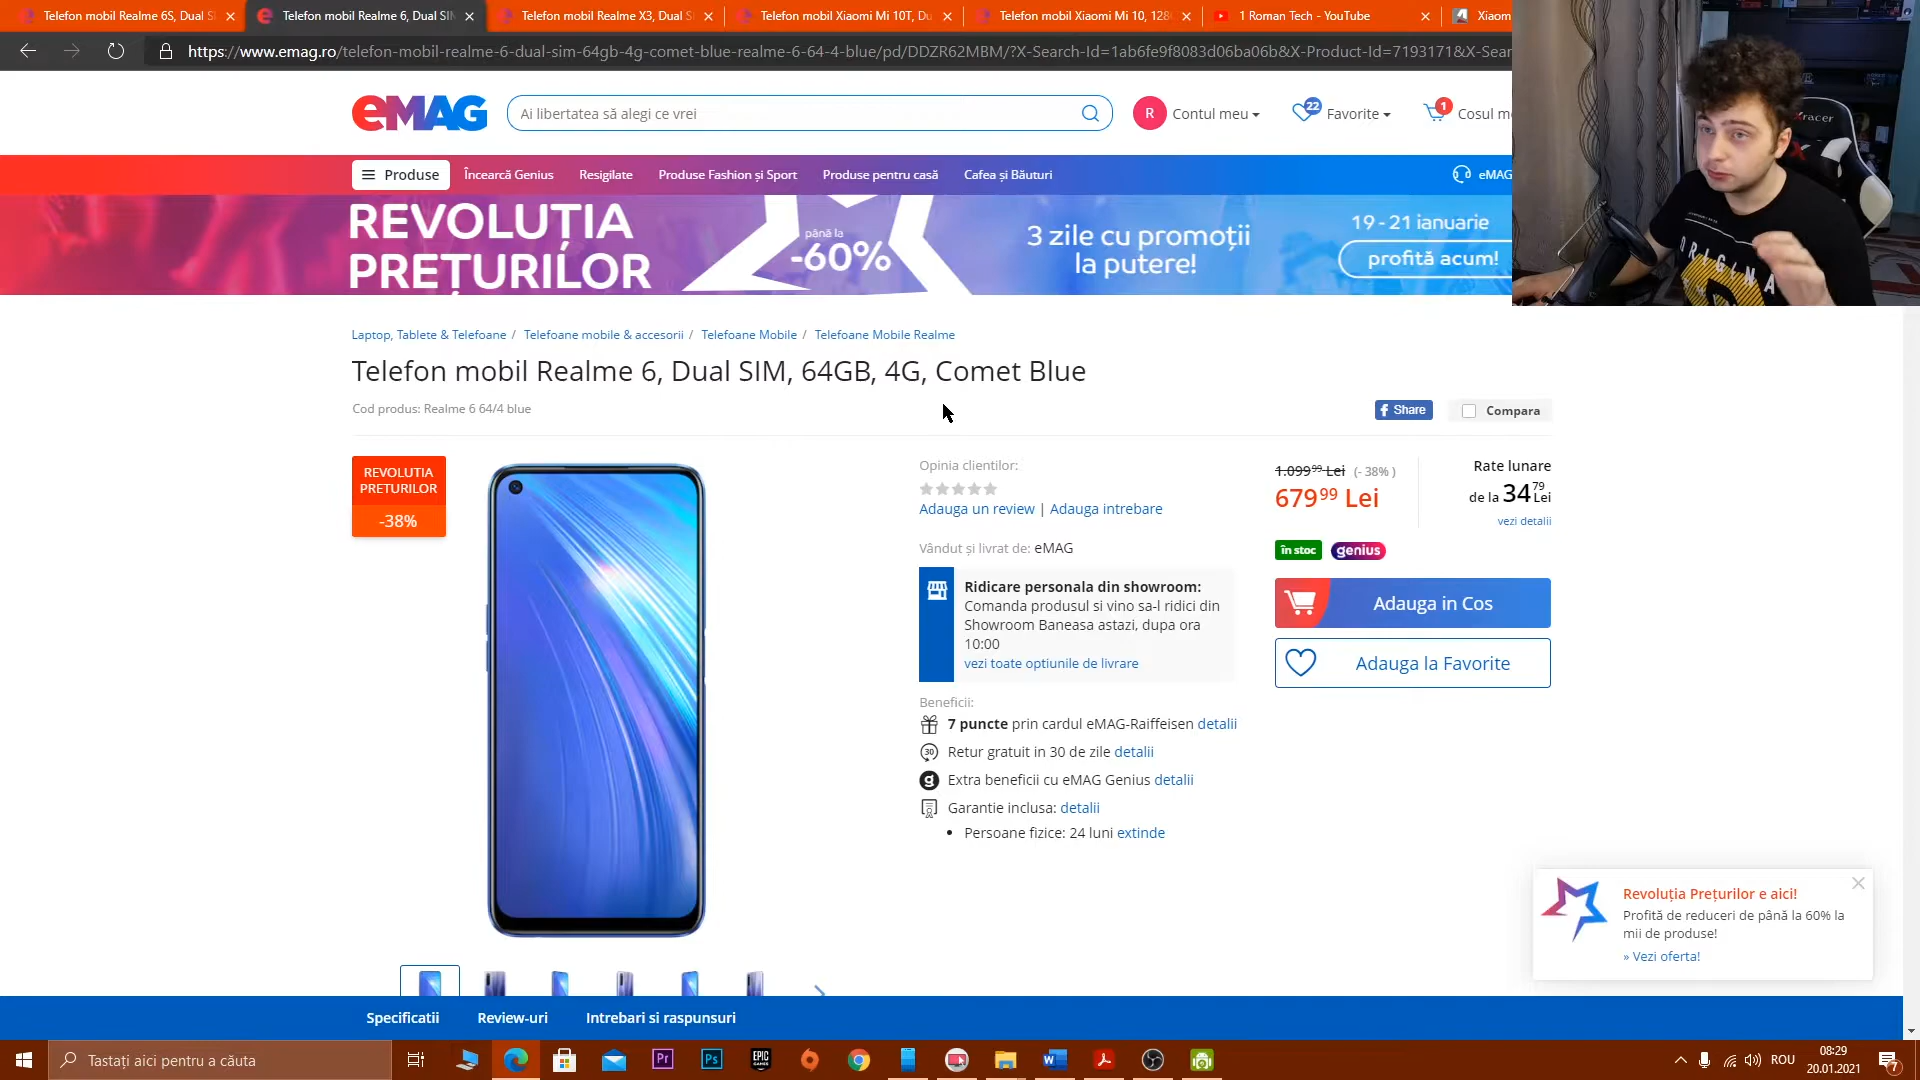 Telefon mobil Realme 6S, Dual S
Telefon mobil Realme 6, Dual SIN
Telefon mobil Realme X3, Dual S
Telefon mobil Xiaomi Mi 10T, Du
Telefon mobil Xiaomi Mi 10, 128
1 Roman Tech - YouTube
Xiaom
https://www.emag.ro/telefon-mobil-realme-6-dual-sim-64gb-4g-comet-blue-realme-6-64-4-blue/pd/DDZR62MBM/?X-Search-Id=1ab6fe9f8083d06ba06b&X-Product-Id=7193171&X-Sear
eMAG
Ai libertatea să alegi ce vrei
R
Contul meu
22
Favorite
1
Cosul m
Produse
Încearcă Genius
Resigilate
Produse Fashion și Sport
Produse pentru casă
Cafea și Băuturi
eMAG
REVOLUȚIA
PREȚURILOR
până la
-60%
3 zile cu promoții
la putere!
19 - 21 ianuarie
profită acum!
xracer
ORIGINA
Laptop, Tablete & Telefoane / Telefoane mobile & accesorii / Telefoane Mobile / Telefoane Mobile Realme
Telefon mobil Realme 6, Dual SIM, 64GB, 4G, Comet Blue
Cod produs: Realme 6 64/4 blue
Share
Compara
REVOLUTIA
PRETURILOR
-38%
Opinia clientilor:
Adauga un review | Adauga intrebare
Vândut și livrat de: eMAG
Ridicare personala din showroom:
Comanda produsul si vino sa-l ridici din
Showroom Baneasa astazi, dupa ora
10:00
vezi toate optiunile de livrare
Beneficii:
7 puncte prin cardul eMAG-Raiffeisen detalii
30 Retur gratuit in 30 de zile detalii
g Extra beneficii cu eMAG Genius detalii
Garantie inclusa: detalii
• Persoane fizice: 24 luni extinde
1.099⁹⁹ Lei (- 38% )
679⁹⁹ Lei
Rate lunare
de la 34⁷⁹ Lei
vezi detalii
în stoc
genius
Adauga in Cos
Adauga la Favorite
Revoluția Prețurilor e aici!
Profită de reduceri de până la 60% la
mii de produse!
» Vezi oferta!
Specificatii
Review-uri
Intrebari si raspunsuri
Tastați aici pentru a căuta
Pr
Ps
EPIC
GAMES
W
ROU
08:29
20.01.2021
7